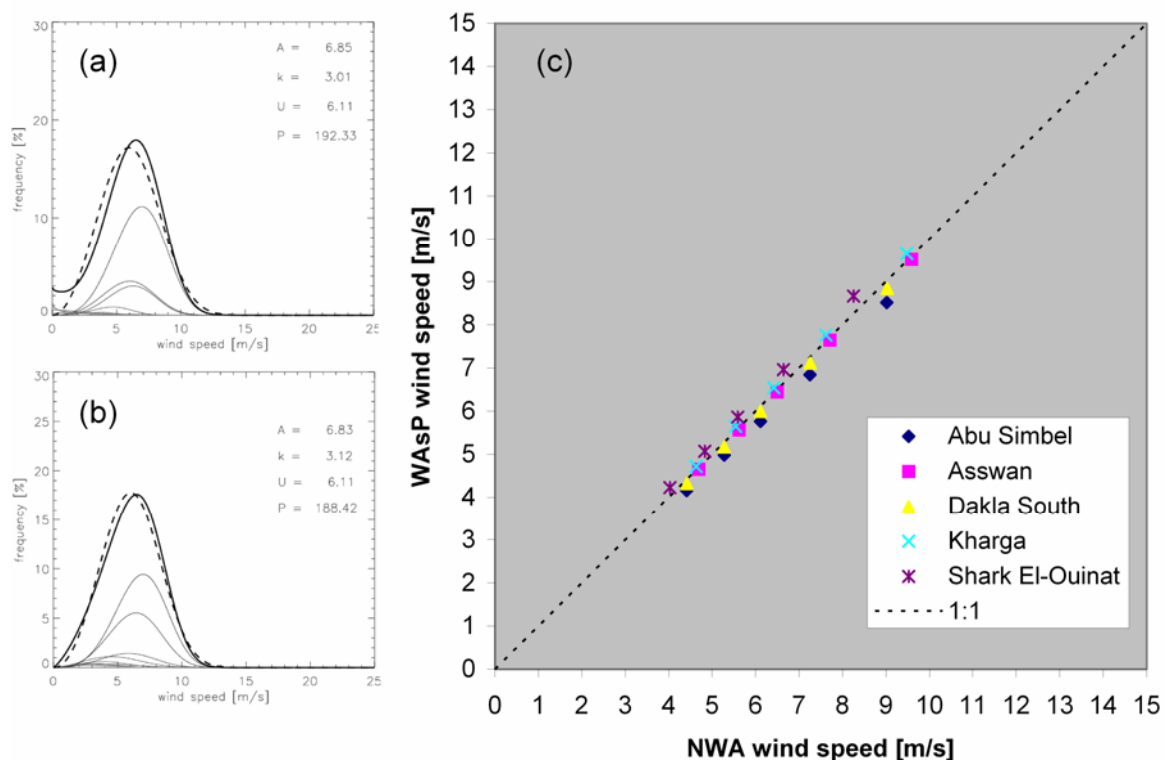 (a)
A = 6.85
k = 3.01
U = 6.11
P = 192.33
frequency [%]
30
20
10
0
0 5 10 15 20 25
wind speed [m/s]
(b)
A = 6.83
k = 3.12
U = 6.11
P = 188.42
frequency [%]
30
25
20
15
10
5
0
0 5 10 15 20 25
wind speed [m/s]
(c)
WAsP wind speed [m/s]
15
14
13
12
11
10
9
8
7
6
5
4
3
2
1
0
Abu Simbel
Asswan
Dakla South
Kharga
Shark El-Ouinat
1:1
0 1 2 3 4 5 6 7 8 9 10 11 12 13 14 15
NWA wind speed [m/s]